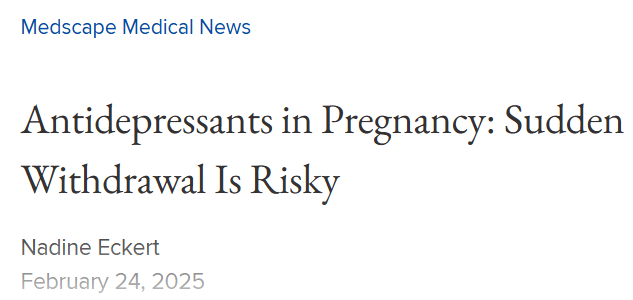 Medscape Medical News
Antidepressants in Pregnancy: Sudden
Withdrawal Is Risky
Nadine Eckert
February 24, 2025